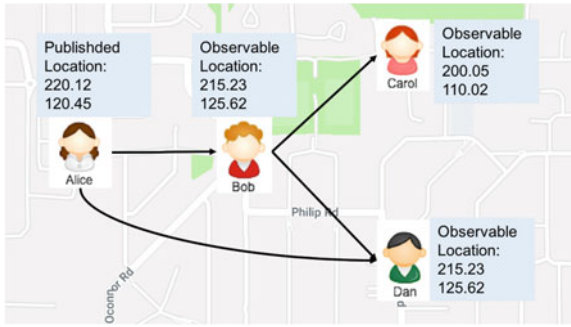 Publishded
Location:
220.12
120.45
Observable
Location:
215.23
125.62
Observable
Location:
200.05
110.02
Alice
Bob
Carol
Philip Rd
Oconnor Rd
Observable
Location:
215.23
125.62
Dan